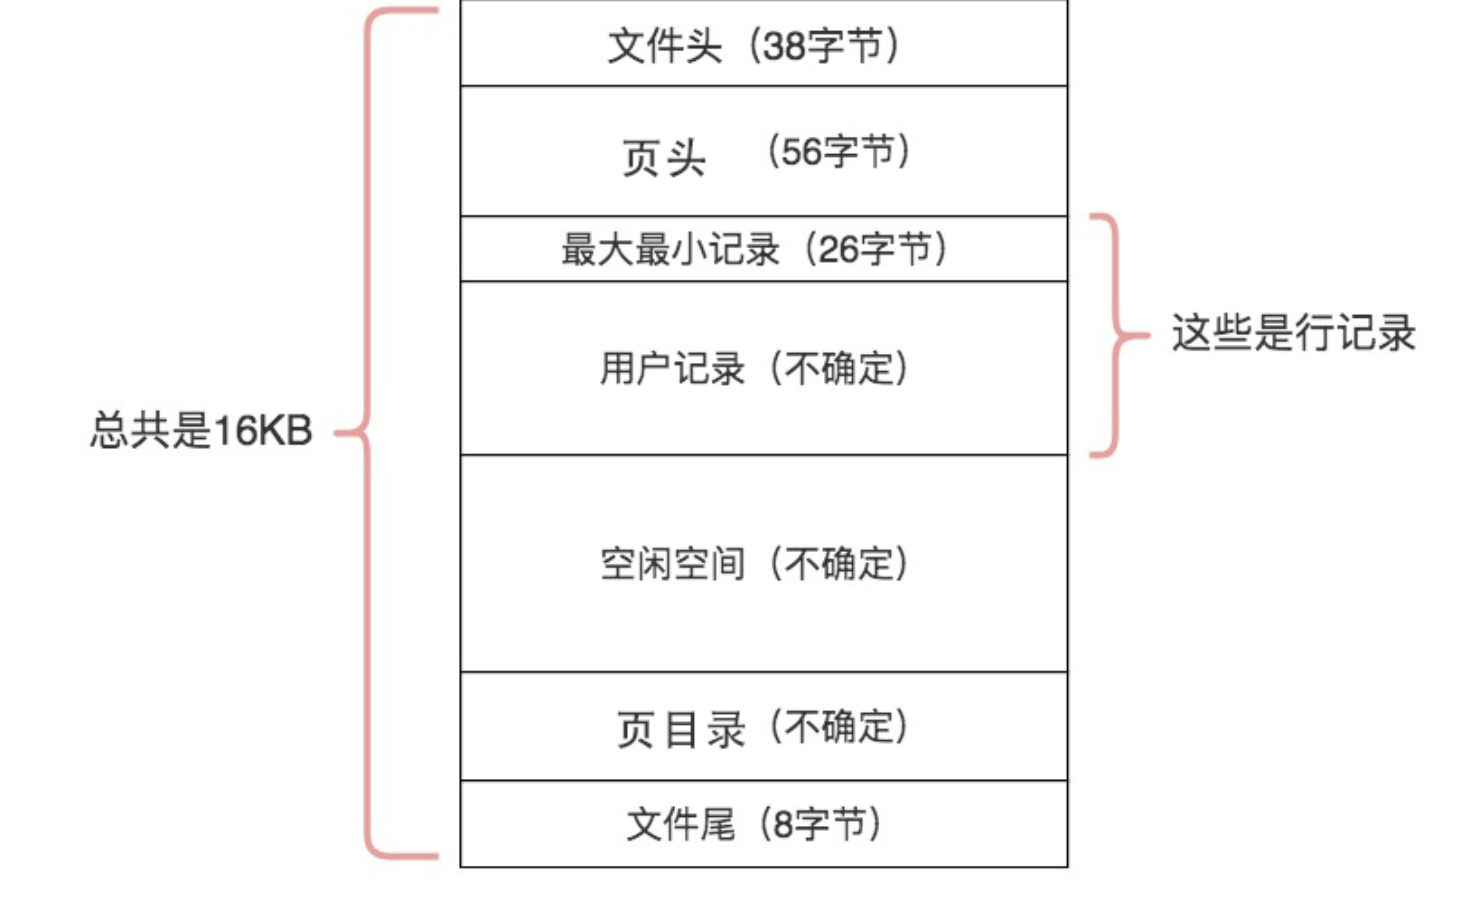 文件头（38字节）
页头 （56字节）
最大最小记录（26字节）
用户记录（不确定）
这些是行记录
总共是16KB
空闲空间（不确定）
页目录（不确定）
文件尾（8字节）